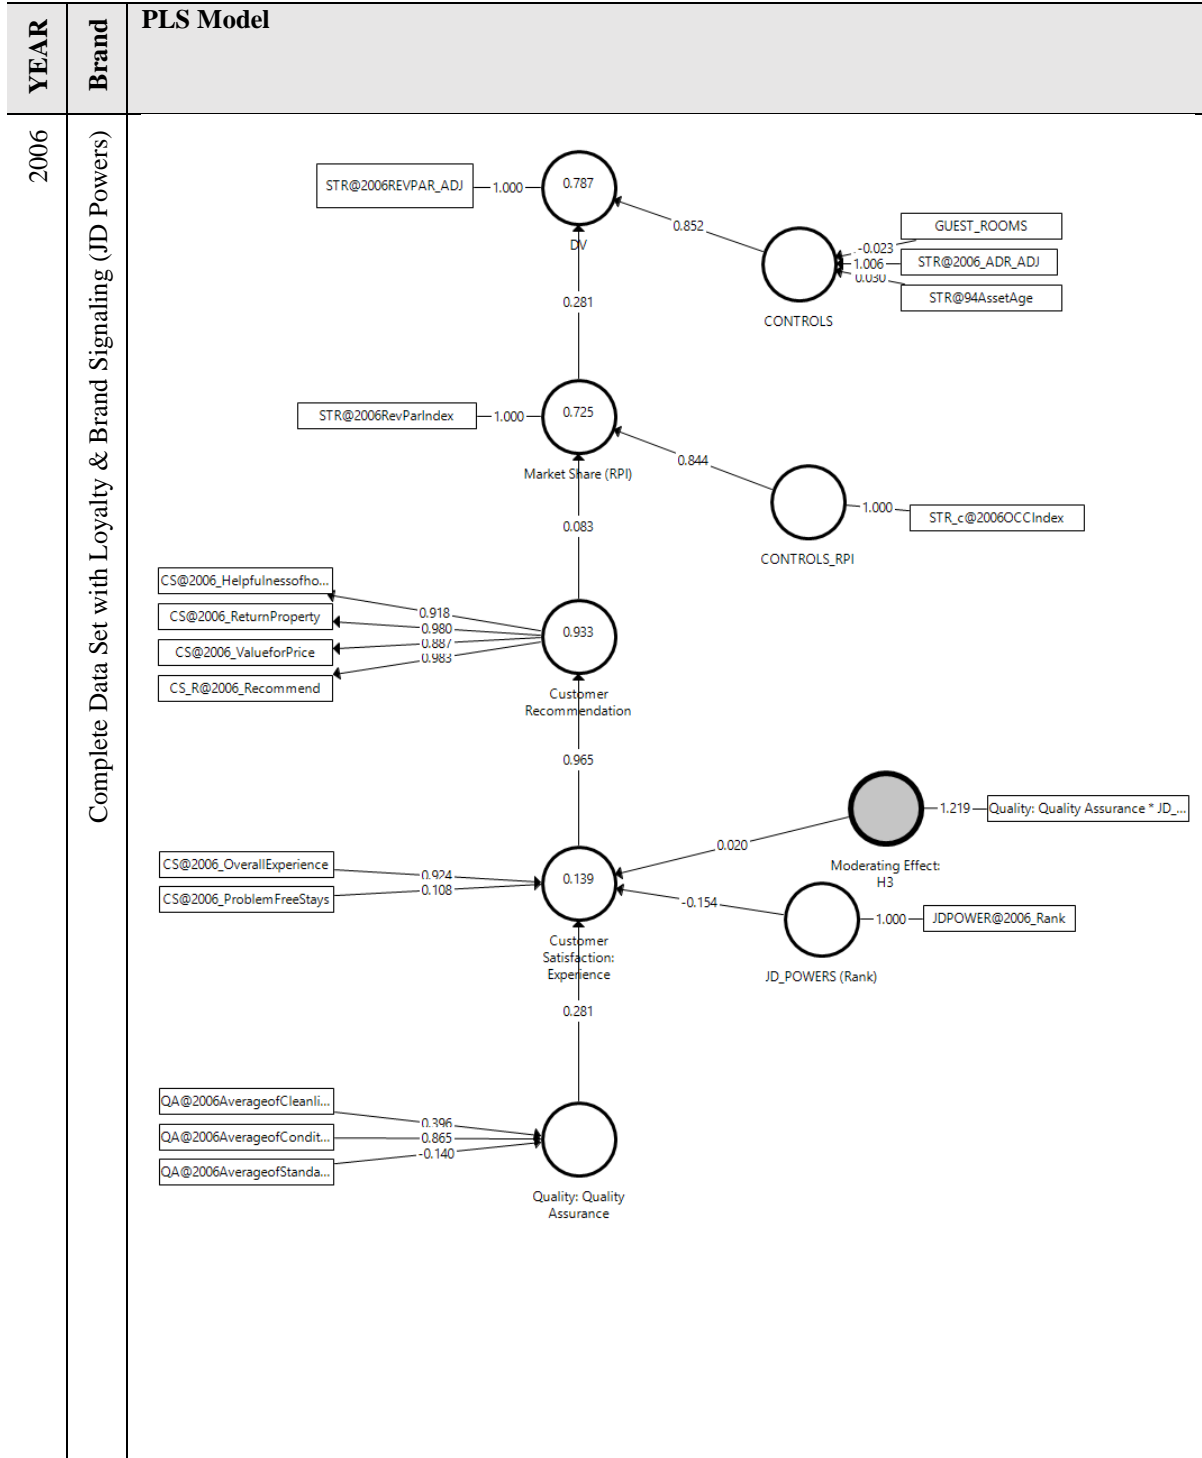 YEAR
Brand
PLS Model
2006
Complete Data Set with Loyalty & Brand Signaling (JD Powers)
STR@2006REVPAR_ADJ
1.000
0.787
DV
0.852
GUEST_ROOMS
-0.023
1.006
STR@2006_ADR_ADJ
0.030
STR@94AssetAge
CONTROLS
0.281
STR@2006RevParIndex
1.000
0.725
Market Share (RPI)
0.844
1.000
STR_c@2006OCCIndex
CONTROLS_RPI
0.083
CS@2006_Helpfulnessofho...
CS@2006_ReturnProperty
CS@2006_ValueforPrice
CS_R@2006_Recommend
0.918
0.980
0.887
0.983
0.933
Customer
Recommendation
0.965
1.219
Quality: Quality Assurance * JD_...
Moderating Effect:
H3
0.020
CS@2006_OverallExperience
CS@2006_ProblemFreeStays
0.924
0.108
0.139
-0.154
1.000
JDPOWER@2006_Rank
JD_POWERS (Rank)
Customer
Satisfaction:
Experience
0.281
QA@2006AverageofCleanli...
QA@2006AverageofCondit...
QA@2006AverageofStanda...
0.396
0.865
-0.140
Quality: Quality
Assurance